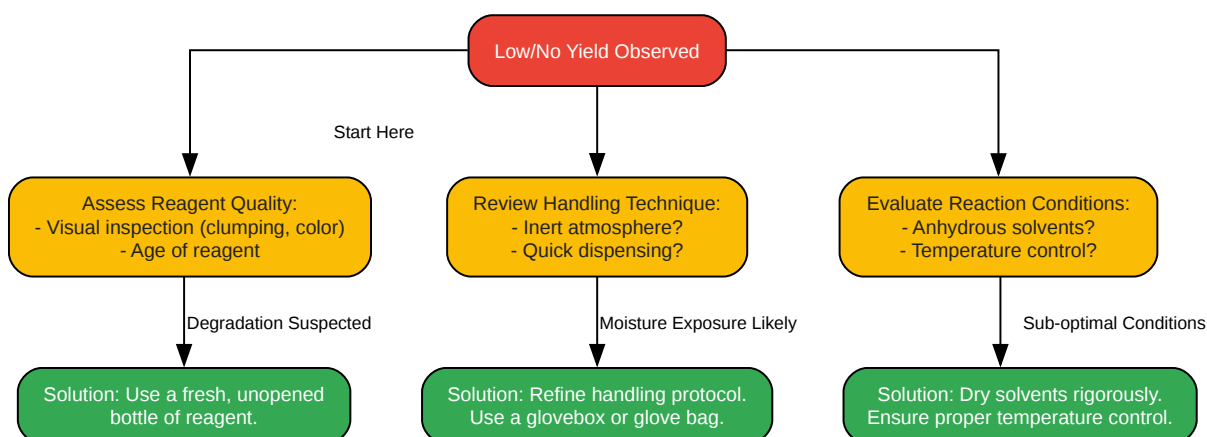 Low/No Yield Observed
Start Here
Assess Reagent Quality:
- Visual inspection (clumping, color)
- Age of reagent
Review Handling Technique:
- Inert atmosphere?
- Quick dispensing?
Evaluate Reaction Conditions:
- Anhydrous solvents?
- Temperature control?
Degradation Suspected
Moisture Exposure Likely
Sub-optimal Conditions
Solution: Use a fresh, unopened
bottle of reagent.
Solution: Refine handling protocol.
Use a glovebox or glove bag.
Solution: Dry solvents rigorously.
Ensure proper temperature control.